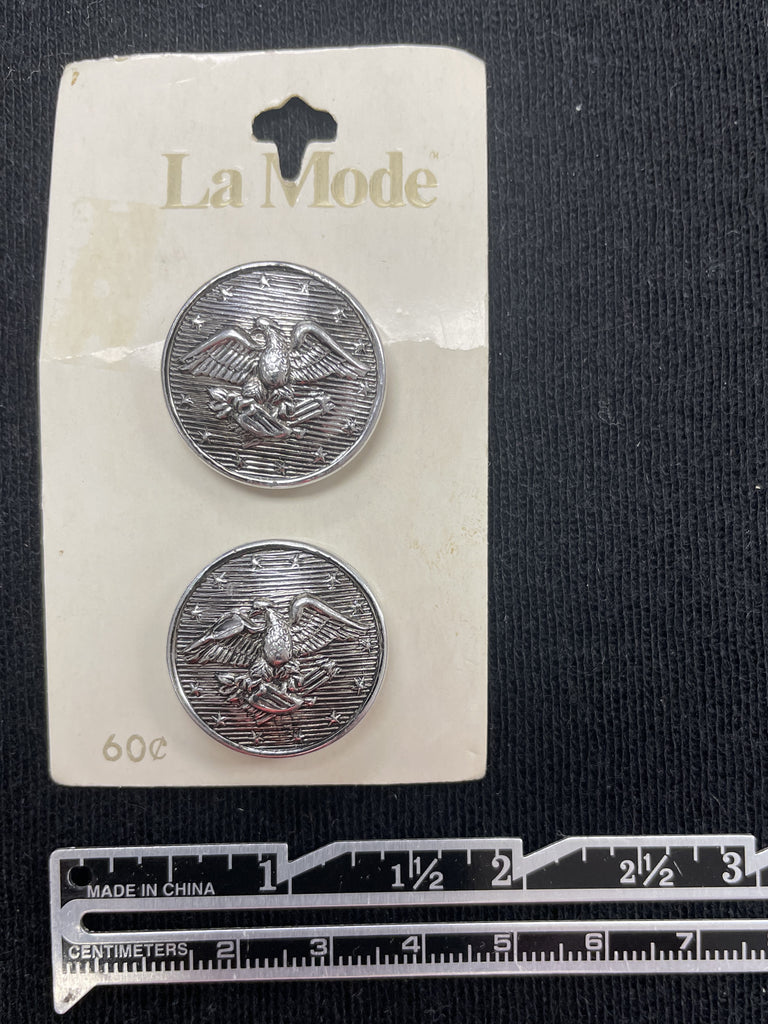 La Mode™
60¢
1 1½ 2 2½ 3
MADE IN CHINA
CENTIMETERS 2 3 4 5 6 7